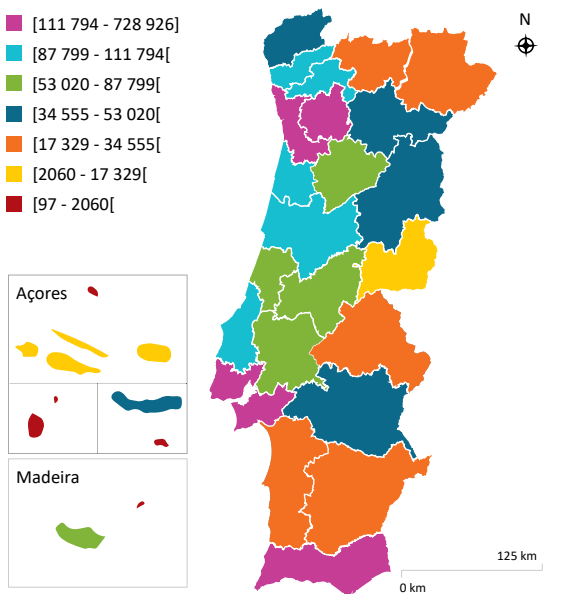 [111 794 - 728 926]
[87 799 - 111 794[
[53 020 - 87 799[
[34 555 - 53 020[
[17 329 - 34 555[
[2060 - 17 329[
[97 - 2060[
N
Açores
Madeira
125 km
0 km